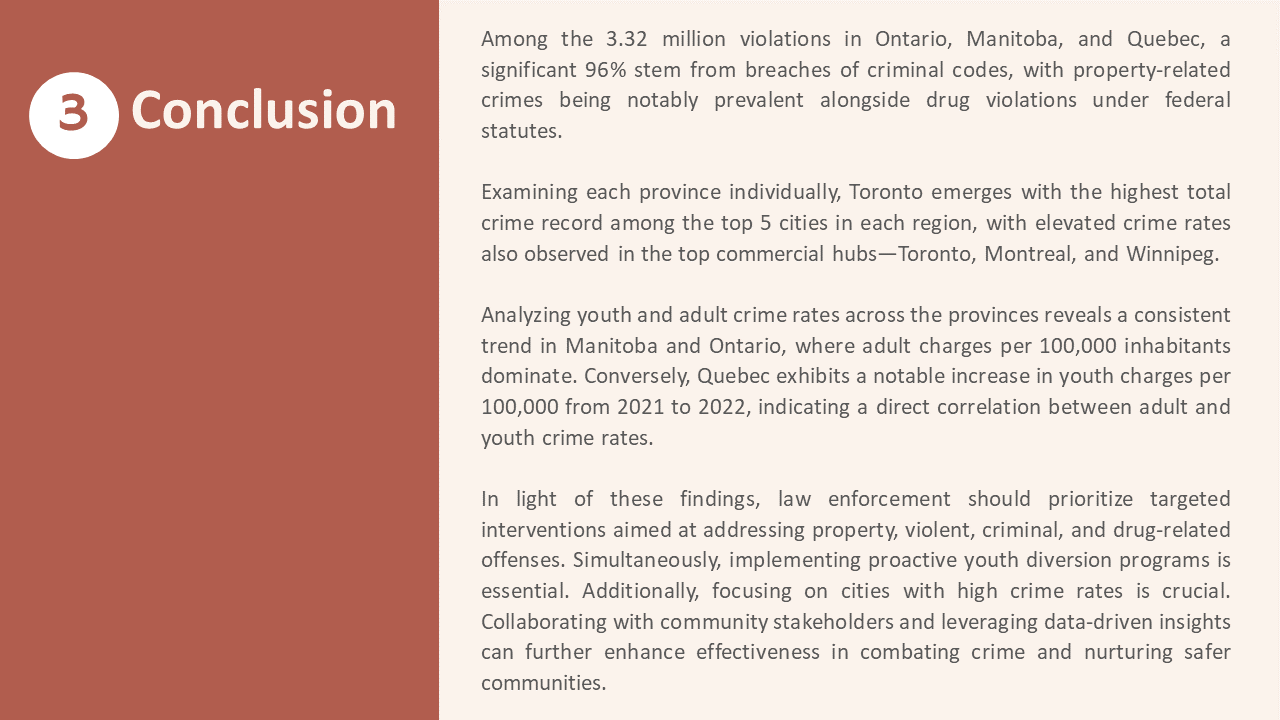 3 Conclusion
Among the 3.32 million violations in Ontario, Manitoba, and Quebec, a
significant 96% stem from breaches of criminal codes, with property-related
crimes being notably prevalent alongside drug violations under federal
statutes.
Examining each province individually, Toronto emerges with the highest total
crime record among the top 5 cities in each region, with elevated crime rates
also observed in the top commercial hubs—Toronto, Montreal, and Winnipeg.
Analyzing youth and adult crime rates across the provinces reveals a consistent
trend in Manitoba and Ontario, where adult charges per 100,000 inhabitants
dominate. Conversely, Quebec exhibits a notable increase in youth charges per
100,000 from 2021 to 2022, indicating a direct correlation between adult and
youth crime rates.
In light of these findings, law enforcement should prioritize targeted
interventions aimed at addressing property, violent, criminal, and drug-related
offenses. Simultaneously, implementing proactive youth diversion programs is
essential. Additionally, focusing on cities with high crime rates is crucial.
Collaborating with community stakeholders and leveraging data-driven insights
can further enhance effectiveness in combating crime and nurturing safer
communities.